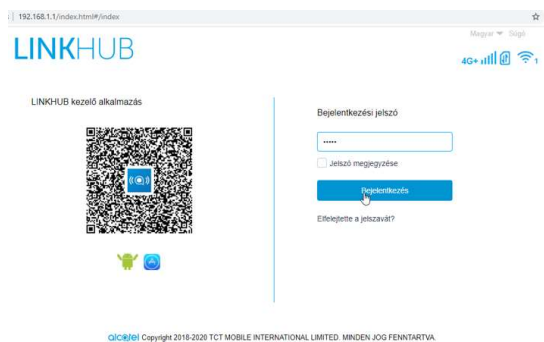 192.168.1.1/index.html#/index
Magyar Súgó
LINKHUB
4G+ 1
LINKHUB kezelő alkalmazás
Bejelentkezési jelszó
•••••
Jelszó megjegyzése
Bejelentkezés
Elfelejtette a jelszavát?
alcatel Copyright 2018-2020 TCT MOBILE INTERNATIONAL LIMITED. MINDEN JOG FENNTARTVA.